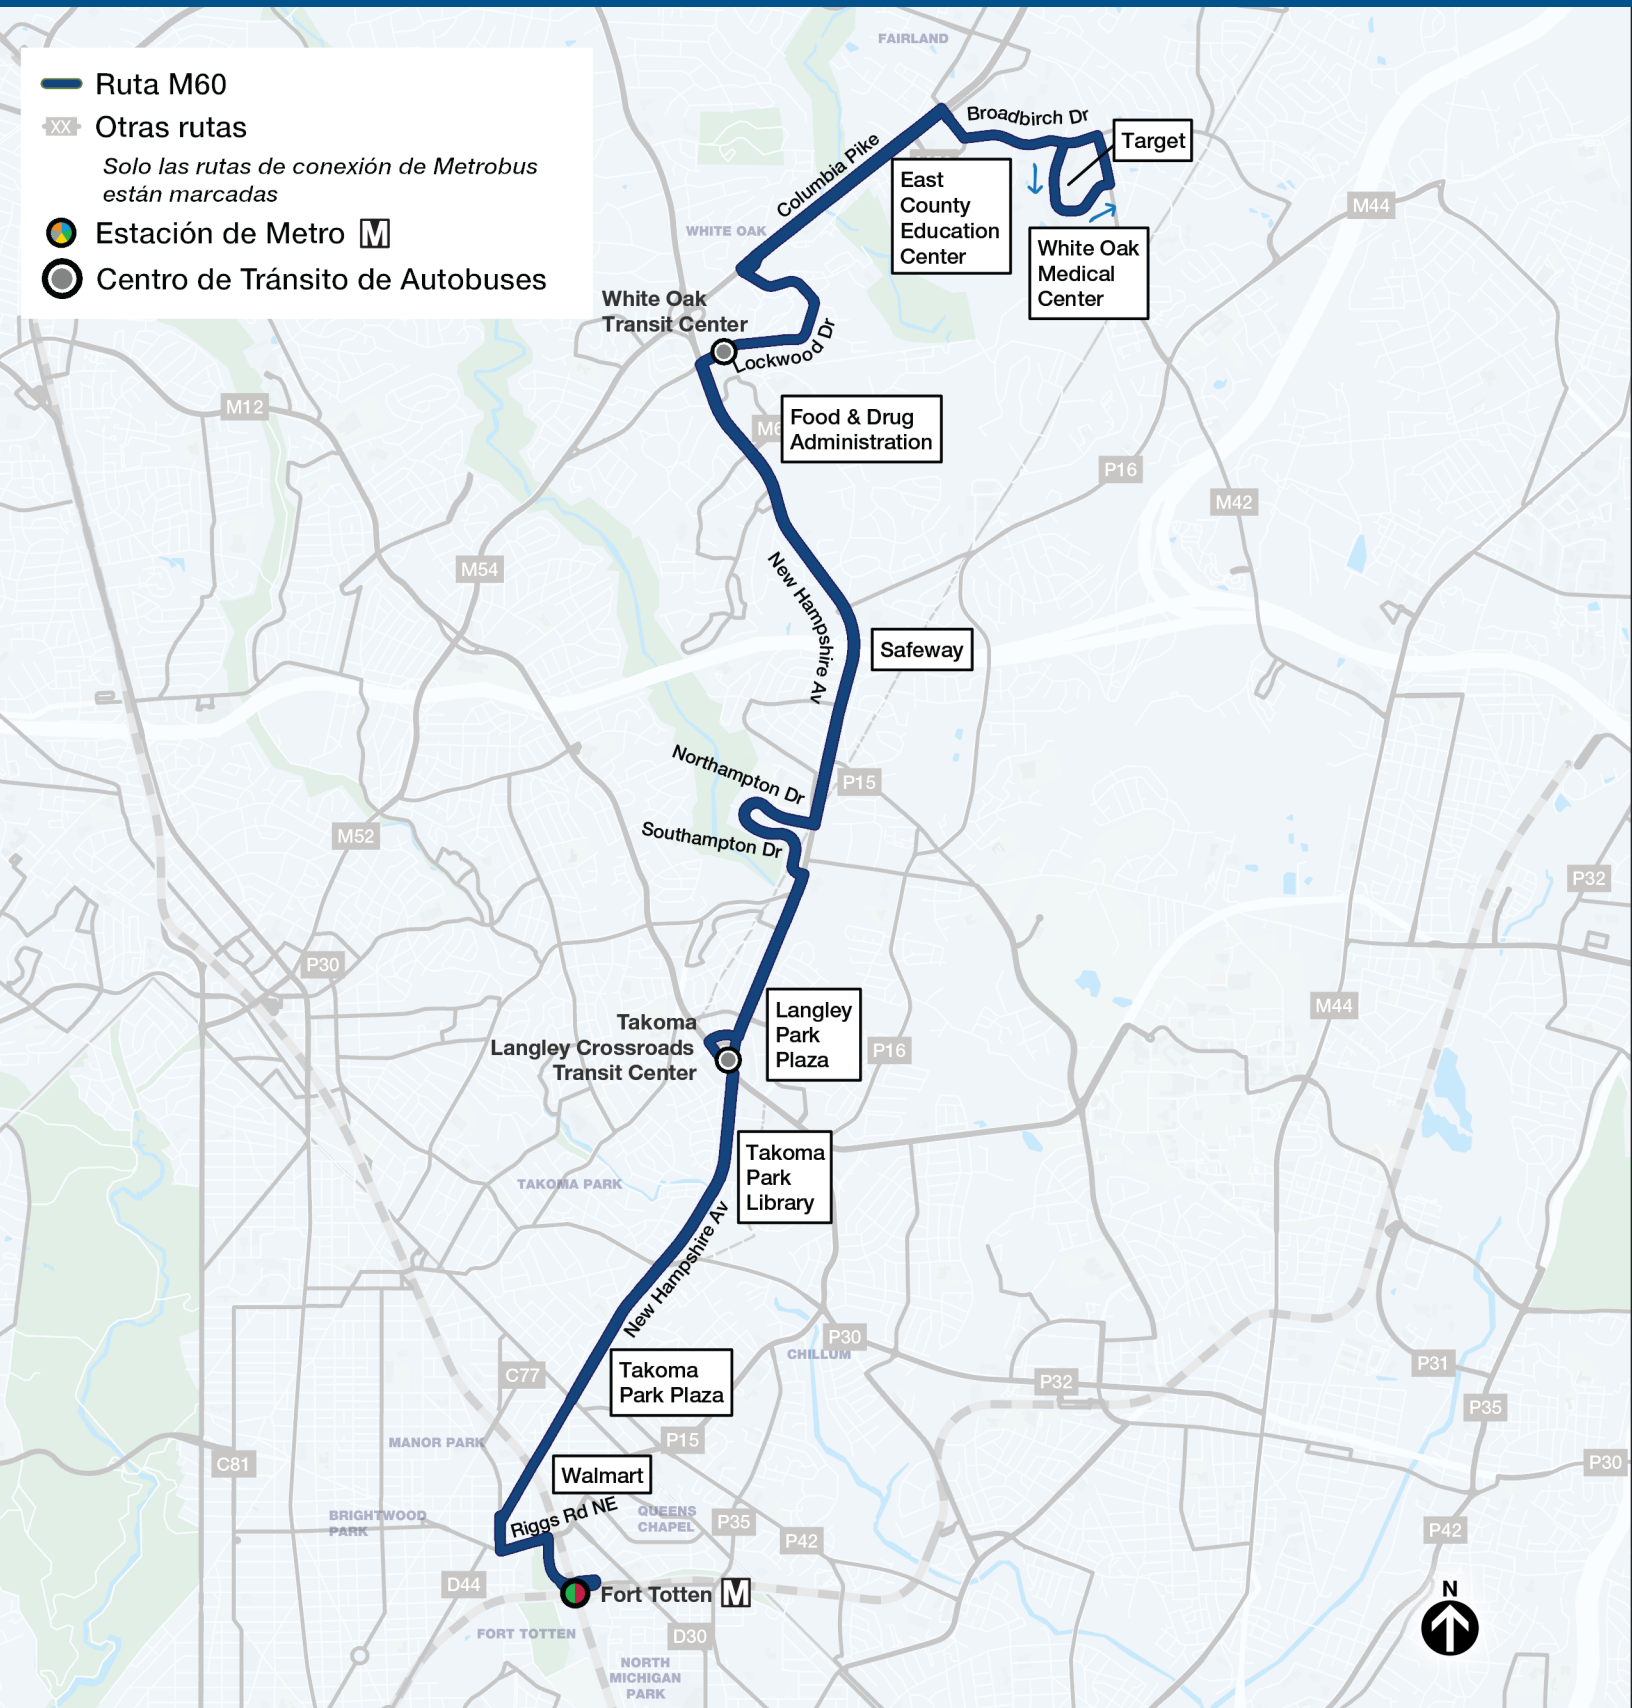 Ruta M60
XX
Otras rutas
Solo las rutas de conexión de Metrobus
están marcadas
Estación de Metro M
Centro de Tránsito de Autobuses
FAIRLAND
Broadbirch Dr
Target
Columbia Pike
East
County
Education
Center
M44
WHITE OAK
White Oak
Medical
Center
White Oak
Transit Center
Lockwood Dr
M12
Food & Drug
Administration
P16
M42
M54
New Hampshire Av
Safeway
Northampton Dr
P15
Southampton Dr
M52
P32
P30
Langley
Park
Plaza
M44
Takoma
Langley Crossroads
Transit Center
P16
Takoma
Park
Library
TAKOMA PARK
New Hampshire Av
P30
CHILLUM
P31
Takoma
Park Plaza
C77
P32
P35
MANOR PARK
P15
C81
P30
Walmart
Riggs Rd NE
BRIGHTWOOD
PARK
QUEENS
CHAPEL
P35
P42
P42
D44
Fort Totten M
N
FORT TOTTEN
D30
NORTH
MICHIGAN
PARK